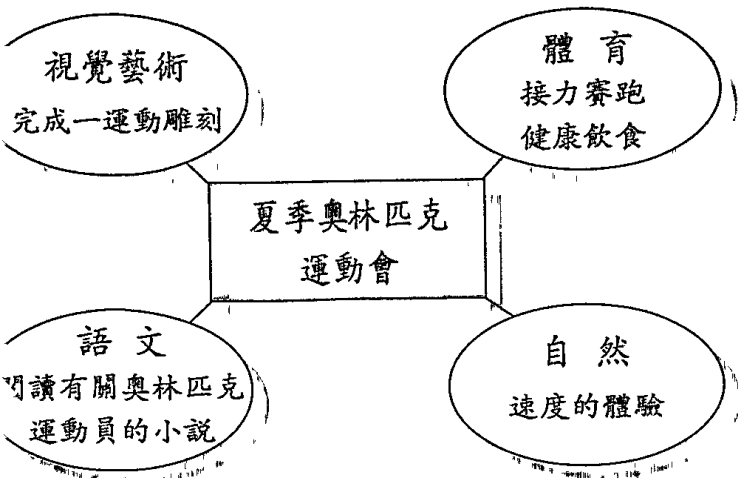 視覺藝術
完成一運動雕刻
體育
接力賽跑
健康飲食
夏季奧林匹克
運動會
語文
閱讀有關奧林匹克
運動員的小說
自然
速度的體驗